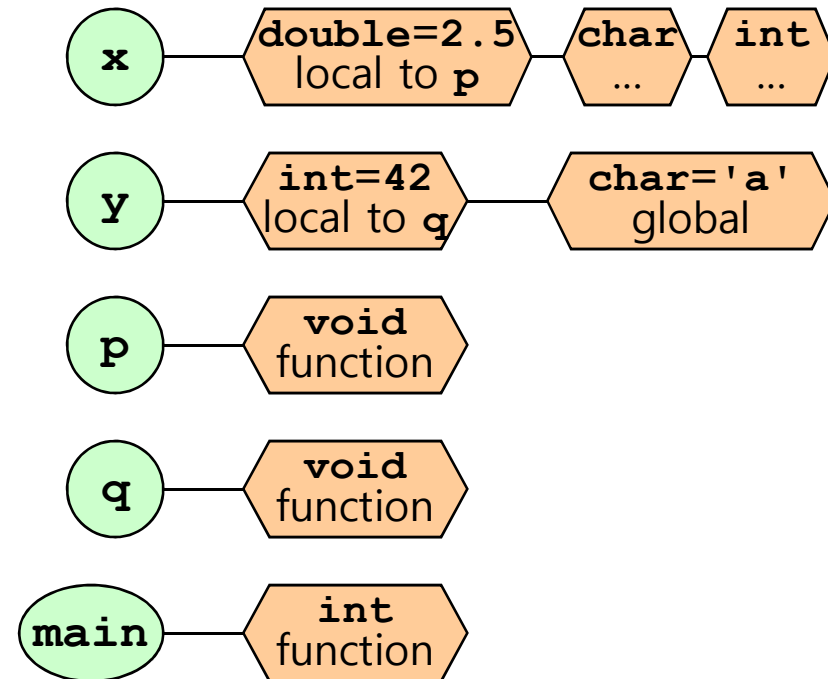 x
double=2.5
local to p
char
...
int
...
y
int=42
local to q
char='a'
global
p
void
function
q
void
function
main
int
function